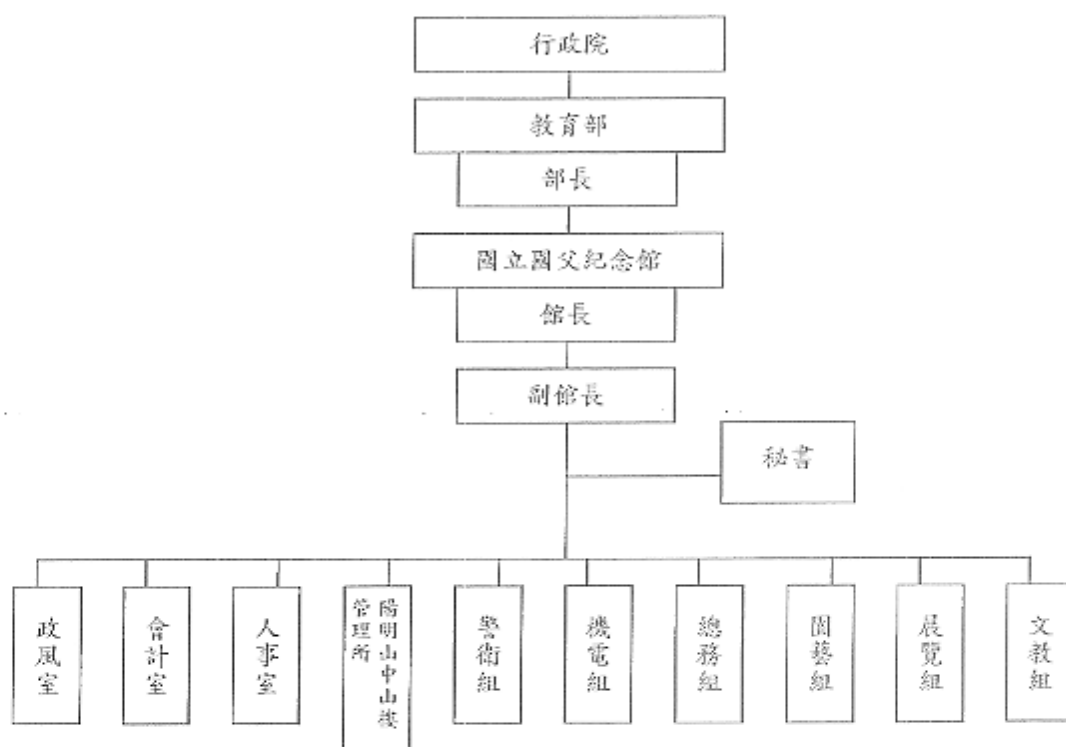 行政院
教育部
部長
國立國父紀念館
館長
副館長
秘書
政風室
會計室
人事室
陽明山中山樓
管理所
警衛組
機電組
總務組
園藝組
展覽組
文教組